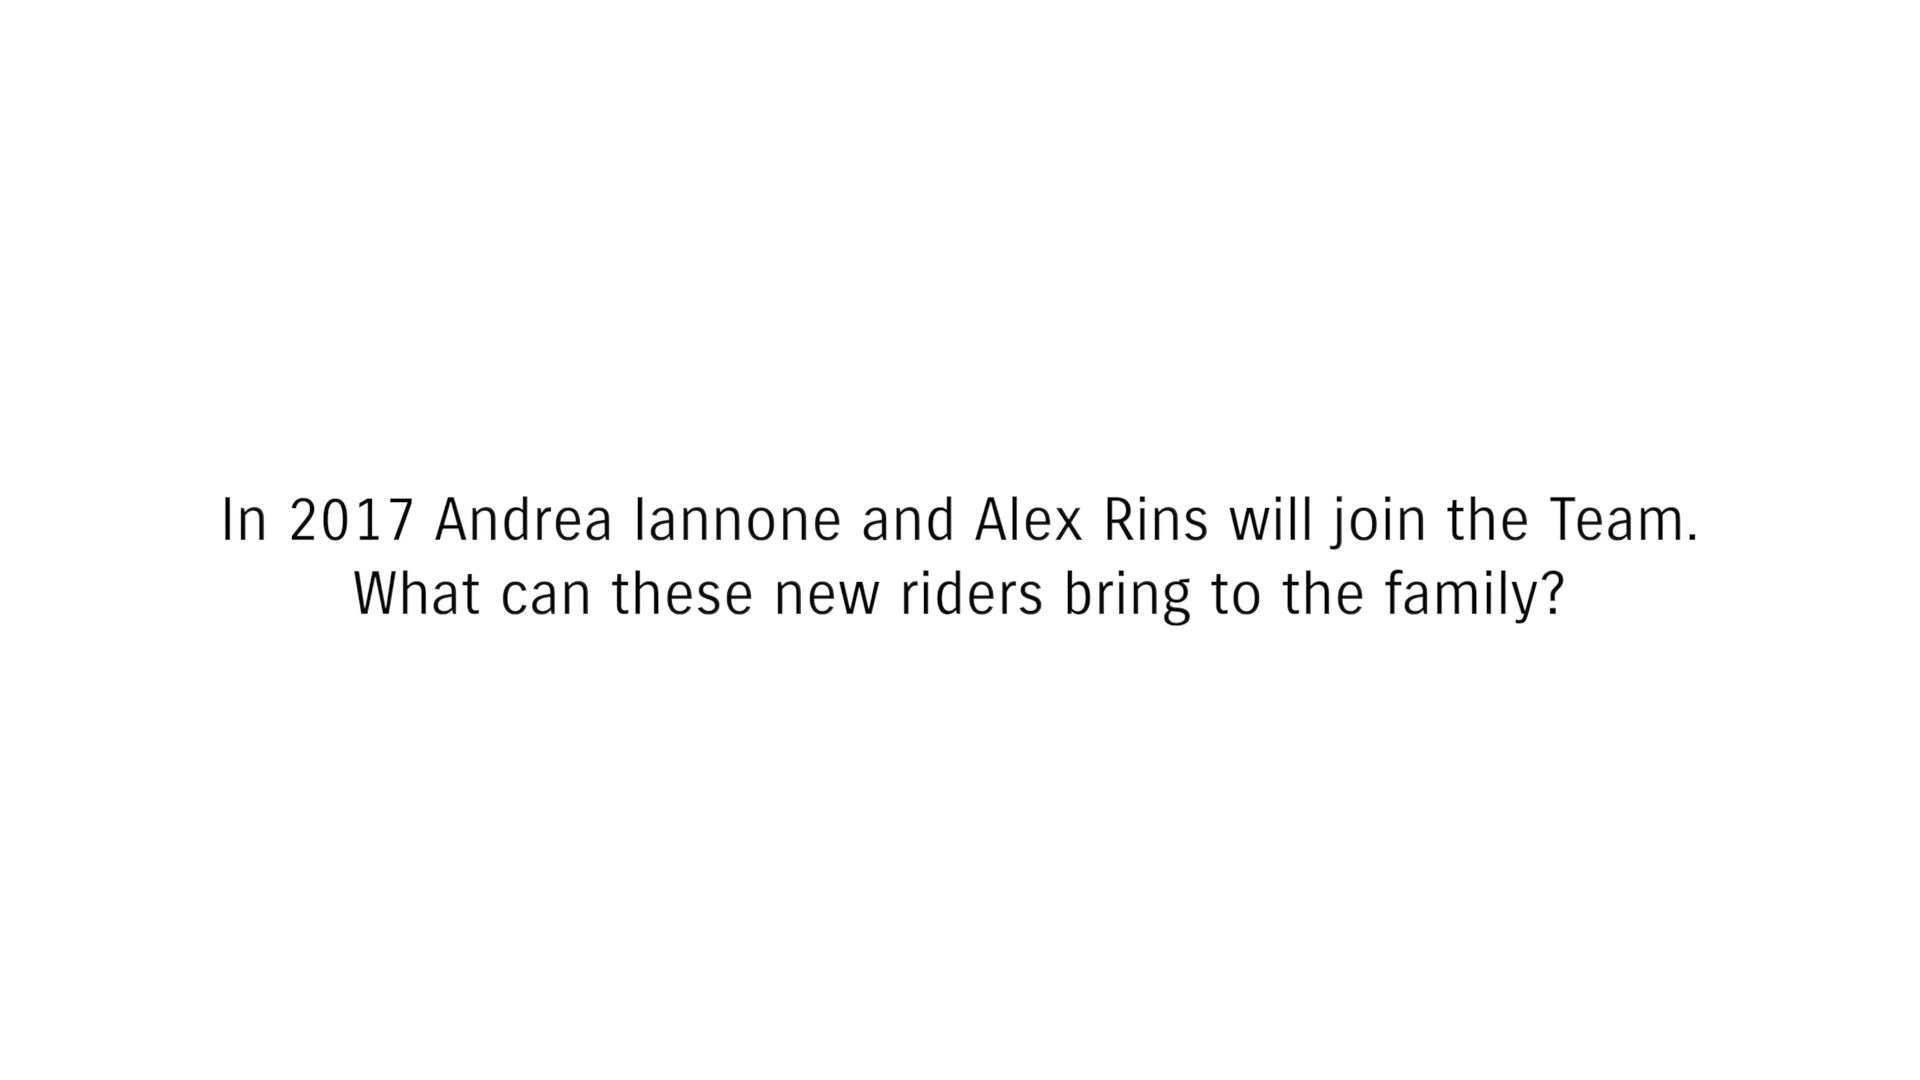 In 2017 Andrea Iannone and Alex Rins will join the Team.
What can these new riders bring to the family?